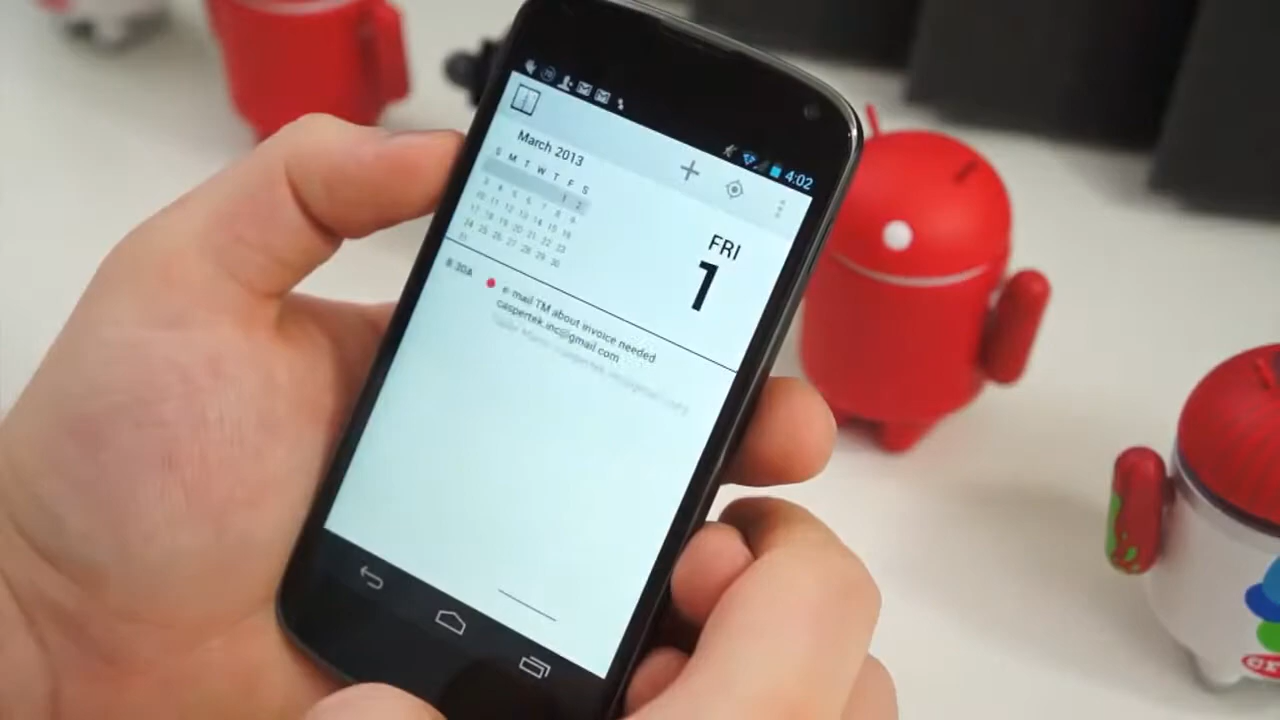 4:02
March 2013
S M T W T F S
1 2
3 4 5 6 7 8 9
10 11 12 13 14 15 16
17 18 19 20 21 22 23
24 25 26 27 28 29 30
31
FRI
1
8:30A
e-mail TM about invoice needed
caspertek.inc@gmail.com
cr